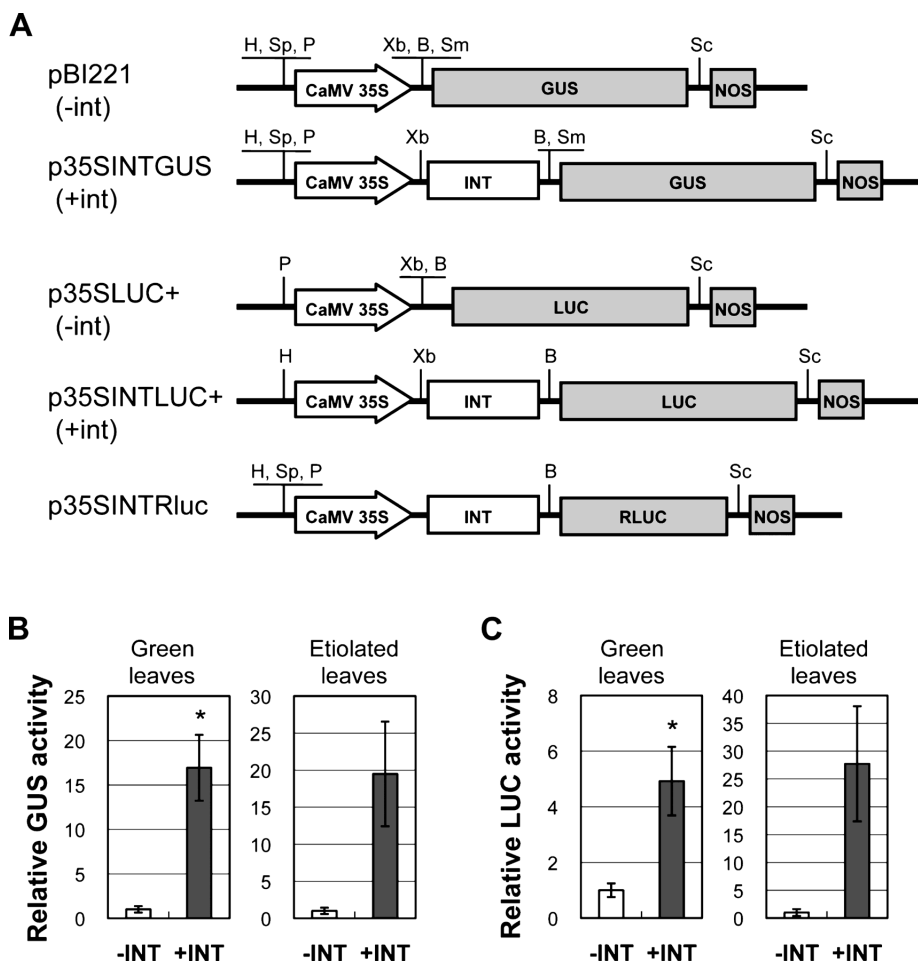 A
H, Sp, P
Xb, B, Sm
Sc
pBI221
(-int)
CaMV 35S
GUS
NOS
H, Sp, P
Xb
B, Sm
Sc
p35SINTGUS
(+int)
CaMV 35S
INT
GUS
NOS
P
Xb, B
Sc
p35SLUC+
(-int)
CaMV 35S
LUC
NOS
H
Xb
B
Sc
p35SINTLUC+
(+int)
CaMV 35S
INT
LUC
NOS
H, Sp, P
B
Sc
p35SINTRluc
CaMV 35S
INT
RLUC
NOS
B
Relative GUS activity
Green
leaves
25
20
15
10
5
0
*
-INT +INT
Etiolated
leaves
30
25
20
15
10
5
0
-INT +INT
C
Relative LUC activity
Green
leaves
8
6
4
2
0
*
-INT +INT
Etiolated
leaves
40
35
30
25
20
15
10
5
0
-INT +INT